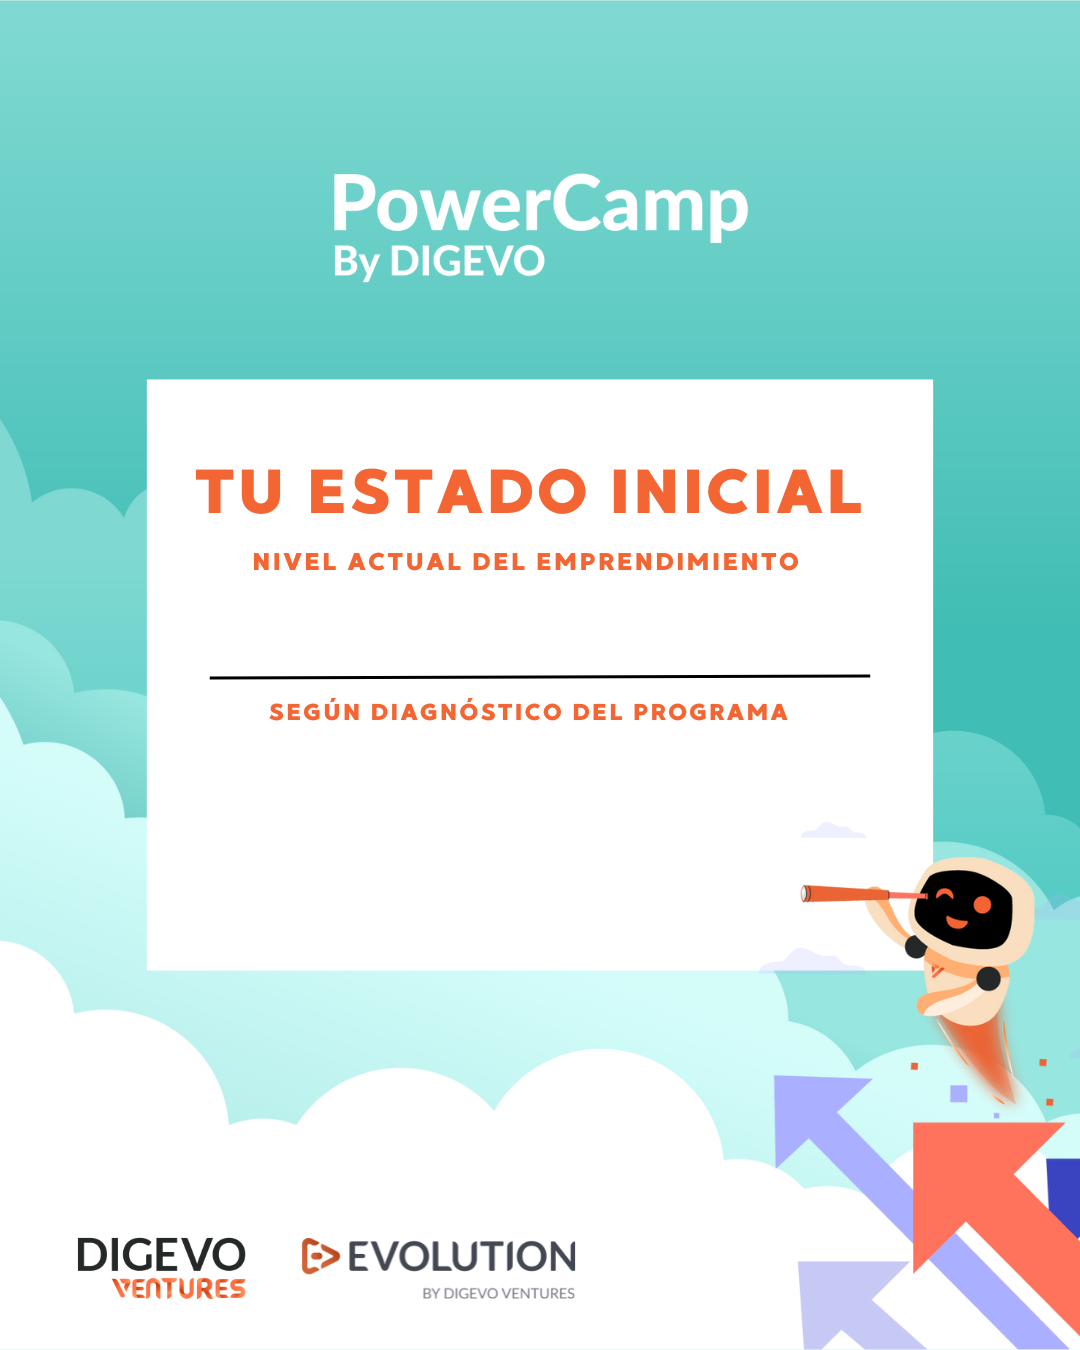 PowerCamp
By DIGEVO
TU ESTADO INICIAL
NIVEL ACTUAL DEL EMPRENDIMIENTO
SEGÚN DIAGNÓSTICO DEL PROGRAMA
DIGEVO
VENTURES
EVOLUTION
BY DIGEVO VENTURES